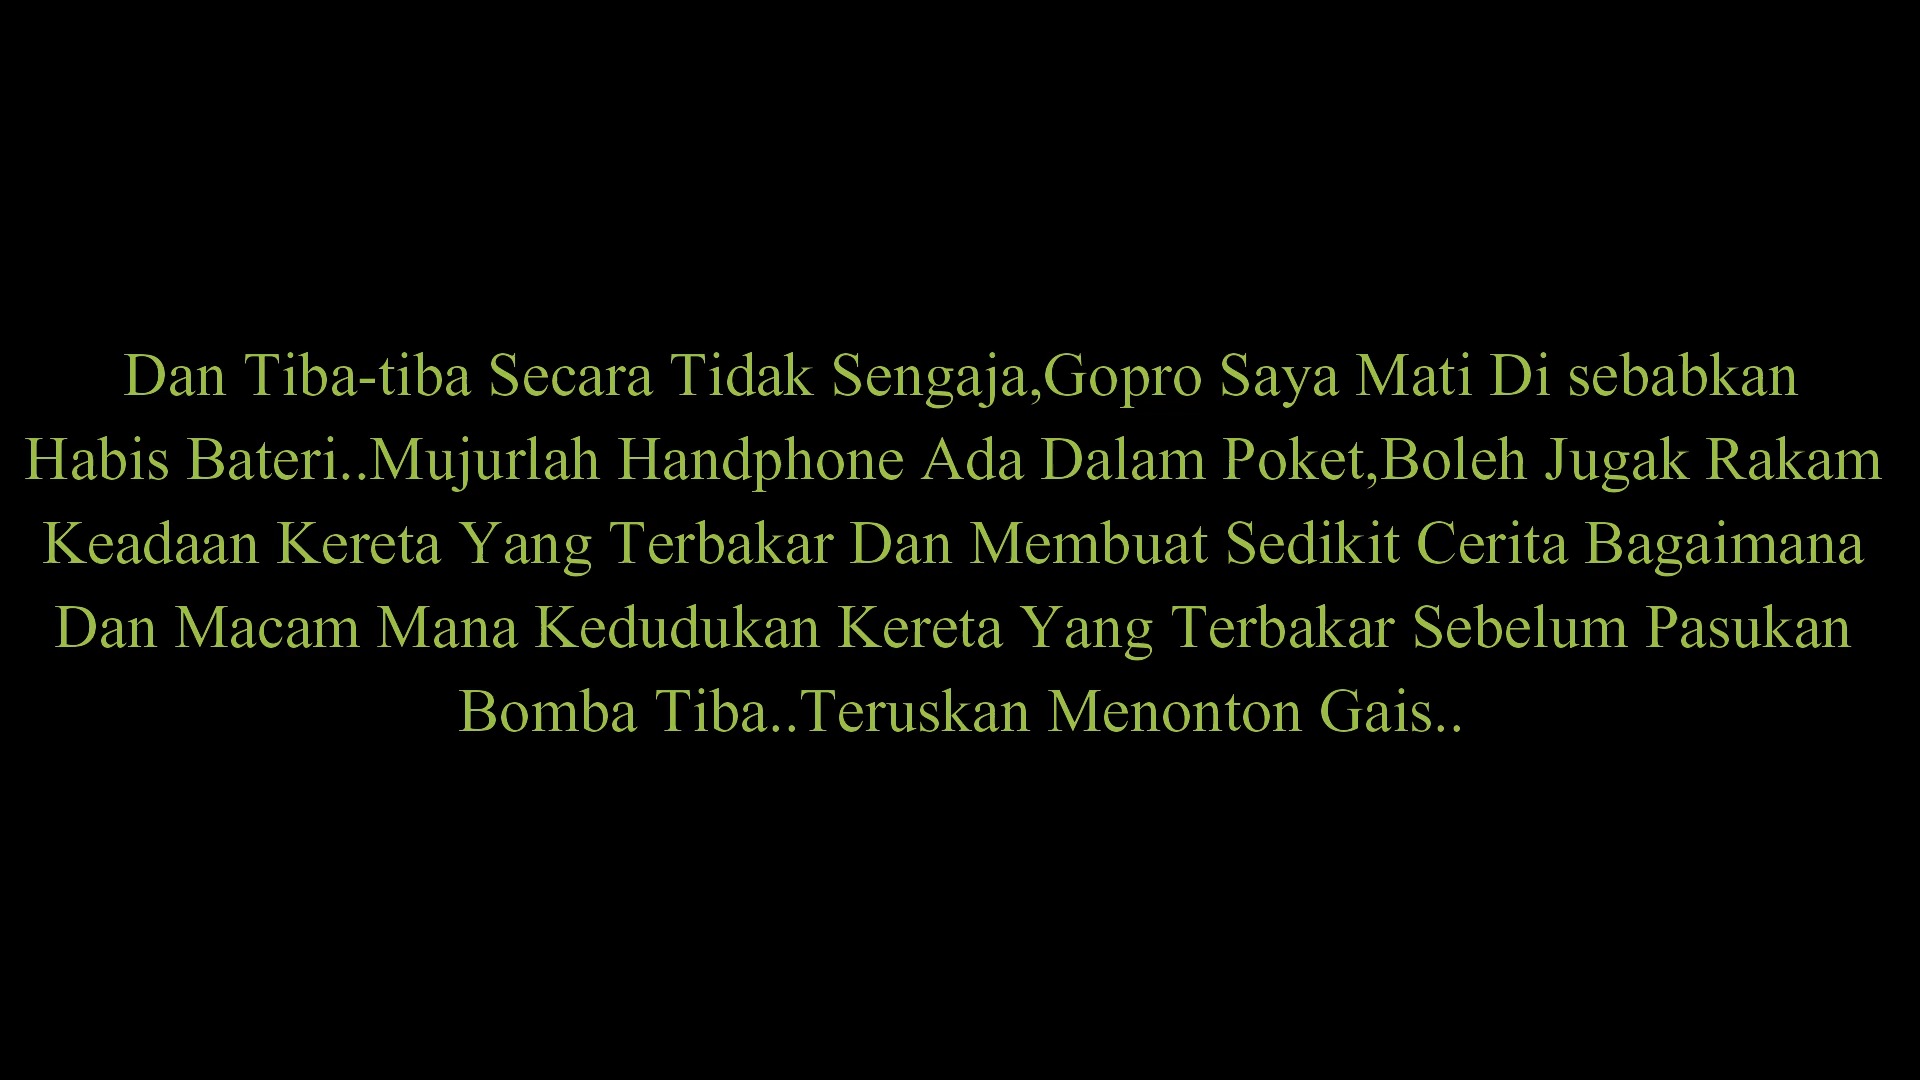 Dan Tiba-tiba Secara Tidak Sengaja,Gopro Saya Mati Di sebabkan
Habis Bateri..Mujurlah Handphone Ada Dalam Poket,Boleh Jugak Rakam
Keadaan Kereta Yang Terbakar Dan Membuat Sedikit Cerita Bagaimana
Dan Macam Mana Kedudukan Kereta Yang Terbakar Sebelum Pasukan
Bomba Tiba..Teruskan Menonton Gais..